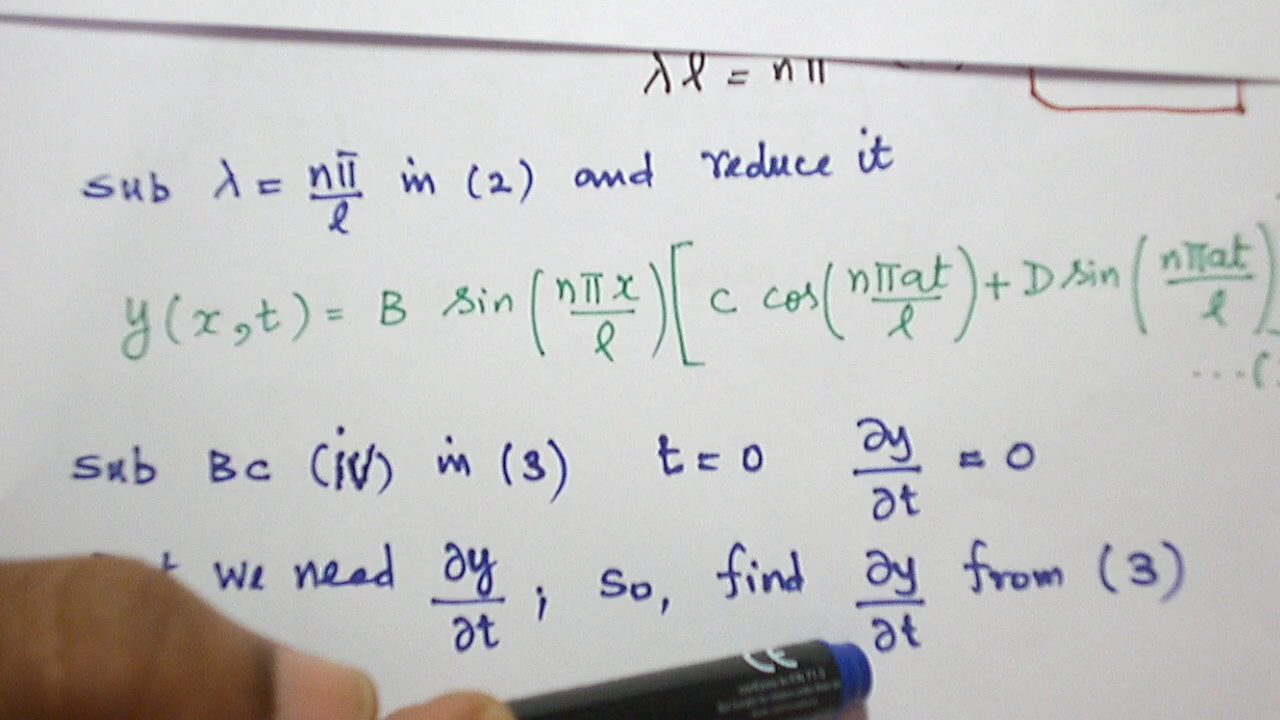 λl = nπ
sub λ = nπ/l in (2) and reduce it
y(x,t) = B sin(nπx/l)[C cos(nπat/l) + D sin(nπat/l)
...(
sub BC (iv) in (3) t = 0 ∂y/∂t = 0
we need ∂y/∂t ; so, find ∂y/∂t from (3)
CE